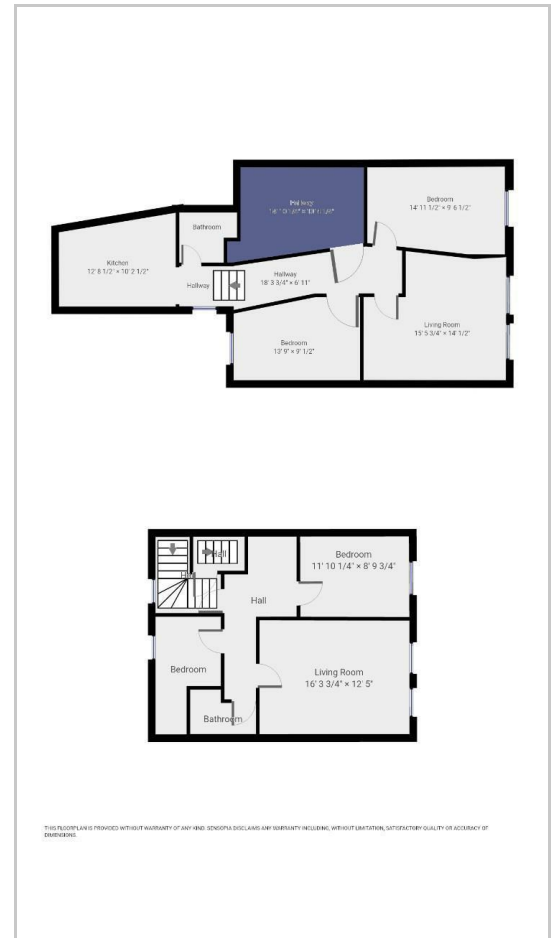 Hallway
Bedroom
14' 11 1/2" × 9' 6 1/2"
Bathroom
Kitchen
12' 8 1/2" × 10' 2 1/2"
Hallway
Hallway
18' 3 3/4" × 6' 11"
Living Room
15' 5 3/4" × 14' 1/2"
Bedroom
13' 9" × 9' 1/2"
Hall
Hall
Bedroom
11' 10 1/4" × 8' 9 3/4"
Hall
Bedroom
Living Room
16' 3 3/4" × 12' 5"
Bathroom
THIS FLOORPLAN IS PROVIDED WITHOUT WARRANTY OF ANY KIND. SENSOPIA DISCLAIMS ANY WARRANTY INCLUDING, WITHOUT LIMITATION, SATISFACTORY QUALITY OR ACCURACY OF
DIMENSIONS.